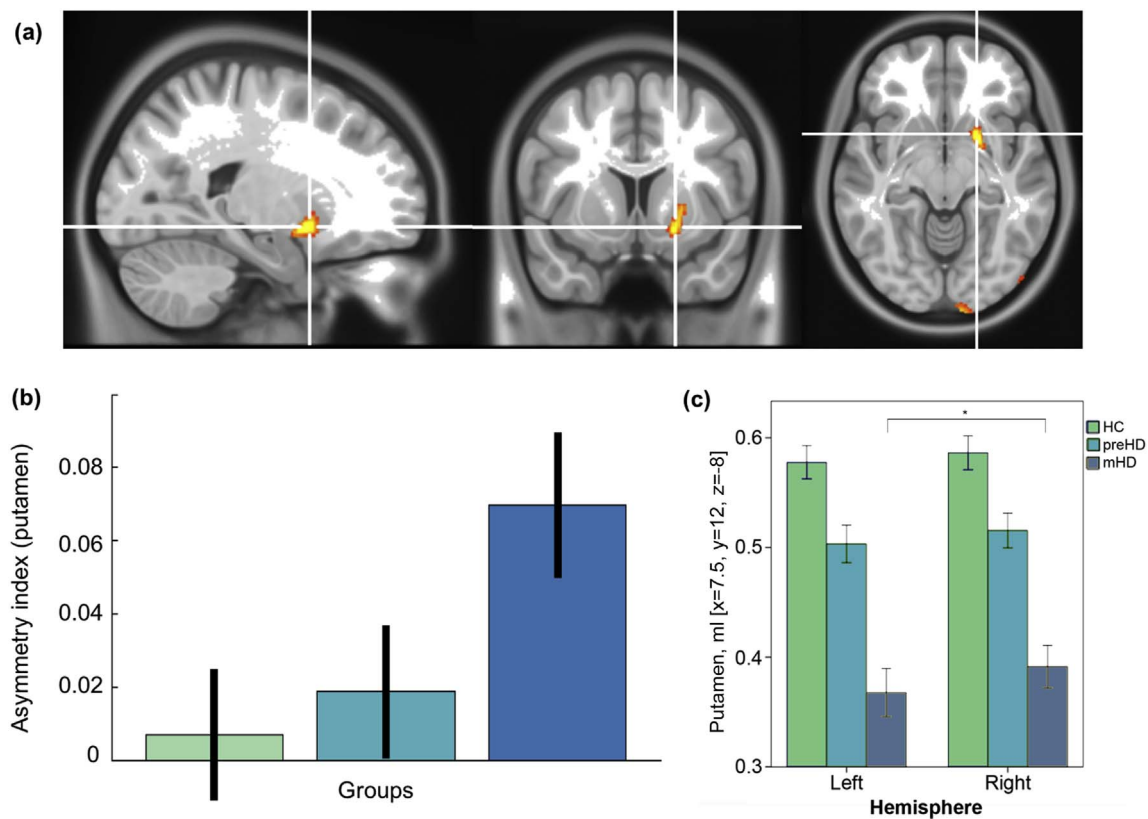 (a)
(b)
Asymmetry index (putamen)
0.08
0.06
0.04
0.02
0
Groups
(c)
Putamen, ml [x=7.5, y=12, z=-8]
0.6
0.5
0.4
0.3
*
HC
preHD
mHD
Left
Right
Hemisphere